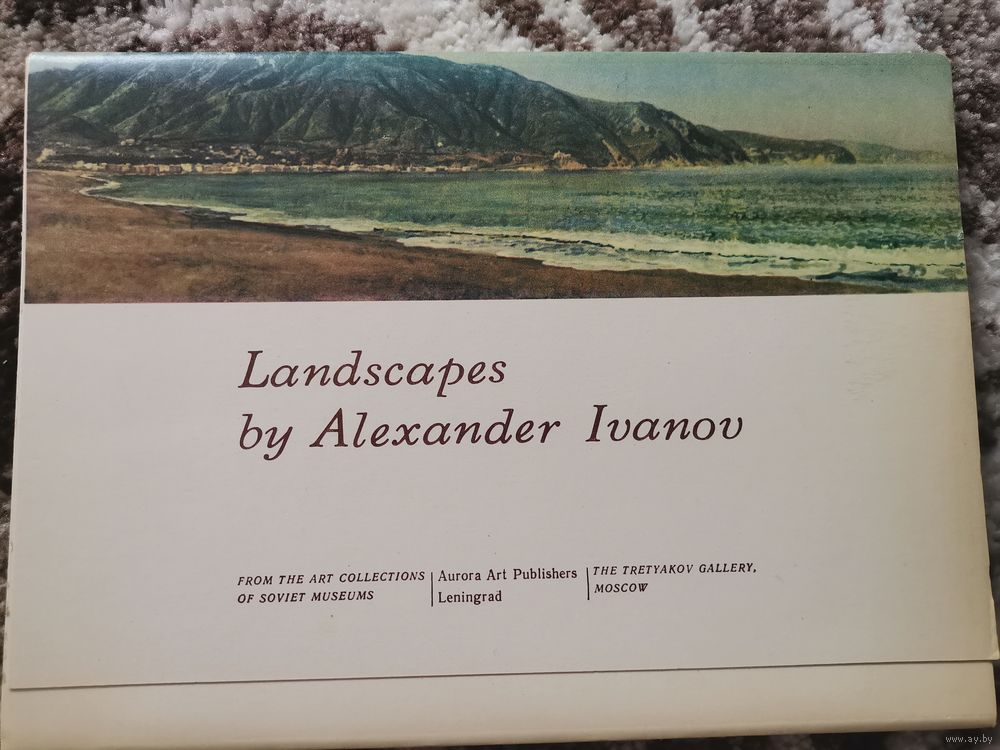 Landscapes
by Alexander Ivanov
FROM THE ART COLLECTIONS
OF SOVIET MUSEUMS
Aurora Art Publishers
Leningrad
THE TRETYAKOV GALLERY,
MOSCOW
www.ay.by